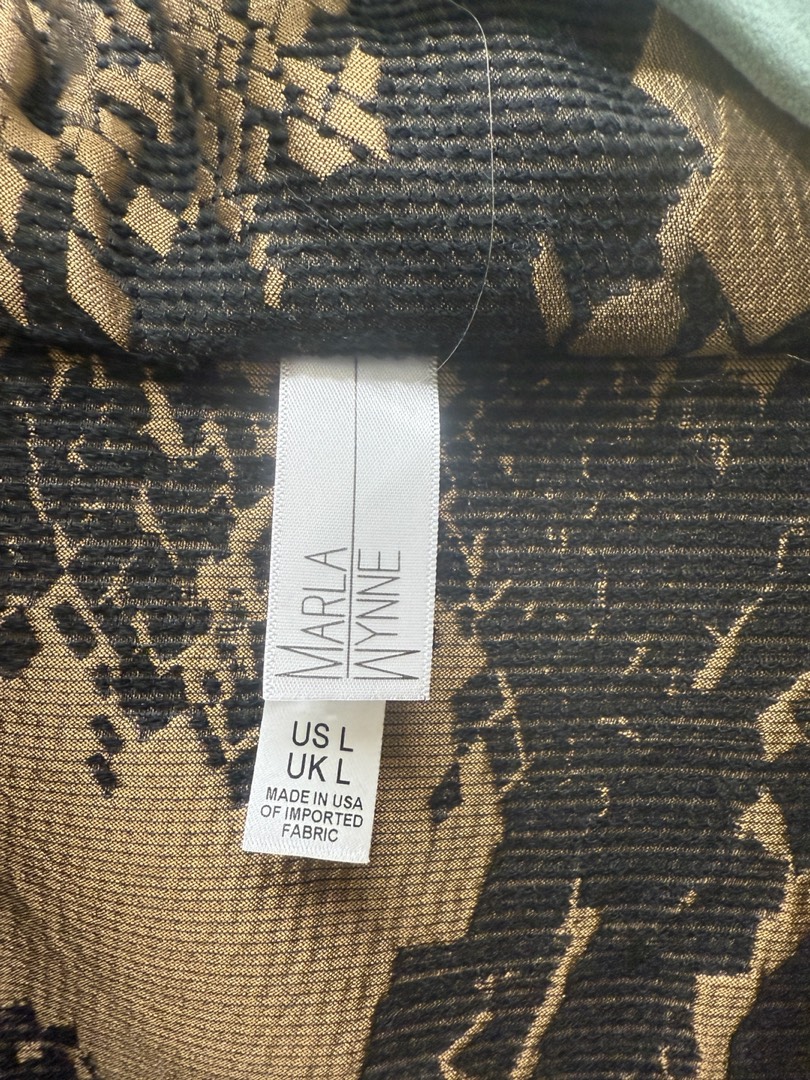 MARLA
WYNNE
US L
UK L
MADE IN USA
OF IMPORTED
FABRIC